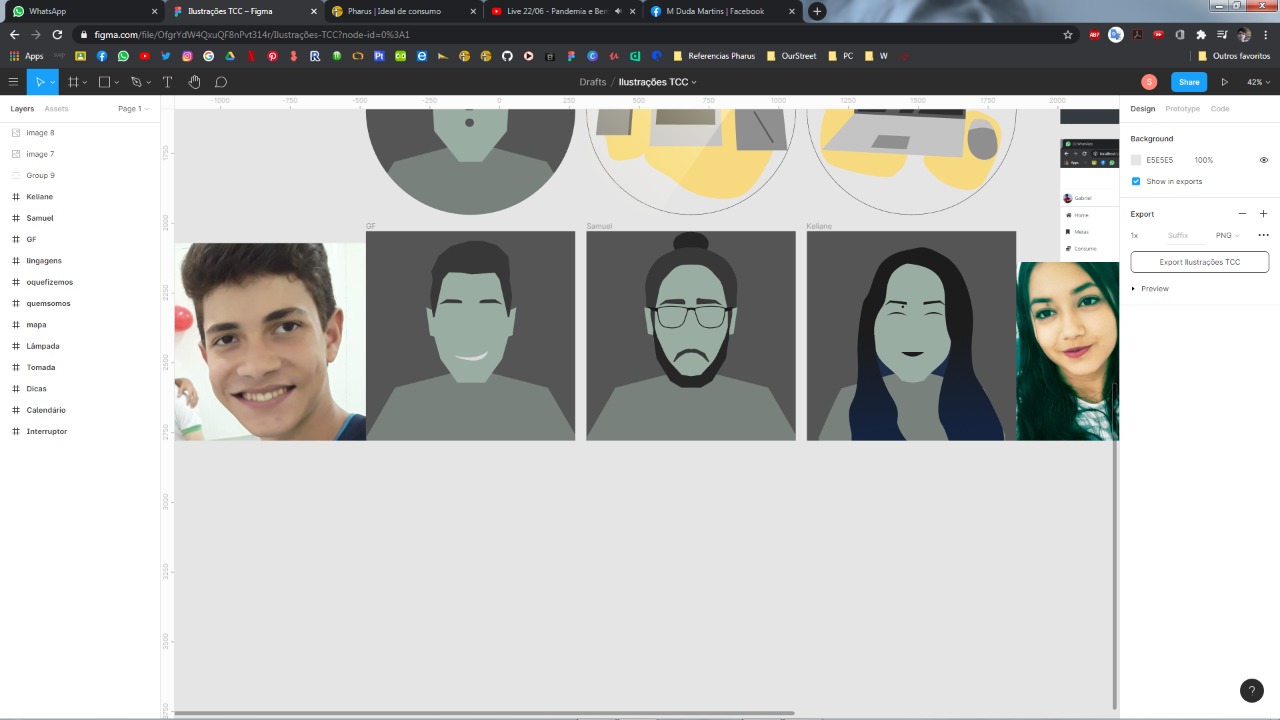 WhatsApp
Ilustrações TCC – Figma
Pharus | Ideal de consumo
Live 22/06 - Pandemia e Ben
M Duda Martins | Facebook
figma.com/file/OfgrYdW4QxuQF8nPvt314r/Ilustrações-TCC?node-id=0%3A1
Apps
Referencias Pharus
OurStreet
PC
W
Outros favoritos
Drafts / Ilustrações TCC
S
Share
42%
Layers
Assets
Page 1
image 8
image 7
Group 9
Keliane
Samuel
GF
lingagens
oquefizemos
quemsomos
mapa
Lâmpada
Tomada
Dicas
Calendário
Interruptor
-1000 -750 -500 -250 0 250 500 750 1000 1250 1500 1750 2000
1750
2000
2250
2500
2750
3000
3250
3500
3750
GF
Samuel
Keliane
WhatsApp
Apps
Gabriel
Home
Metas
Consumo
Design
Prototype
Code
Background
E5E5E5 100%
Show in exports
Export
1x Suffix PNG
Export Ilustrações TCC
Preview
?